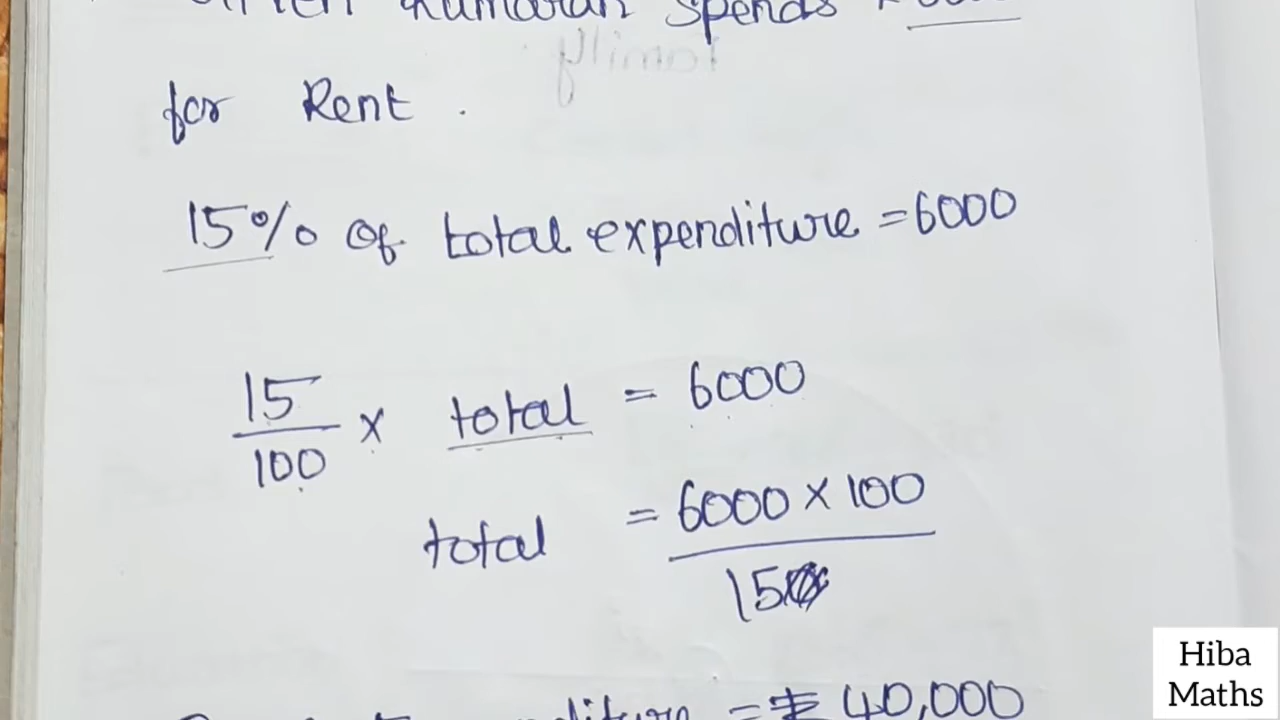 spends
for Rent .
15% of total expenditure = 6000
15/100 × total = 6000
total = 6000 × 100
15
= ₹ 40,000
Hiba
Maths